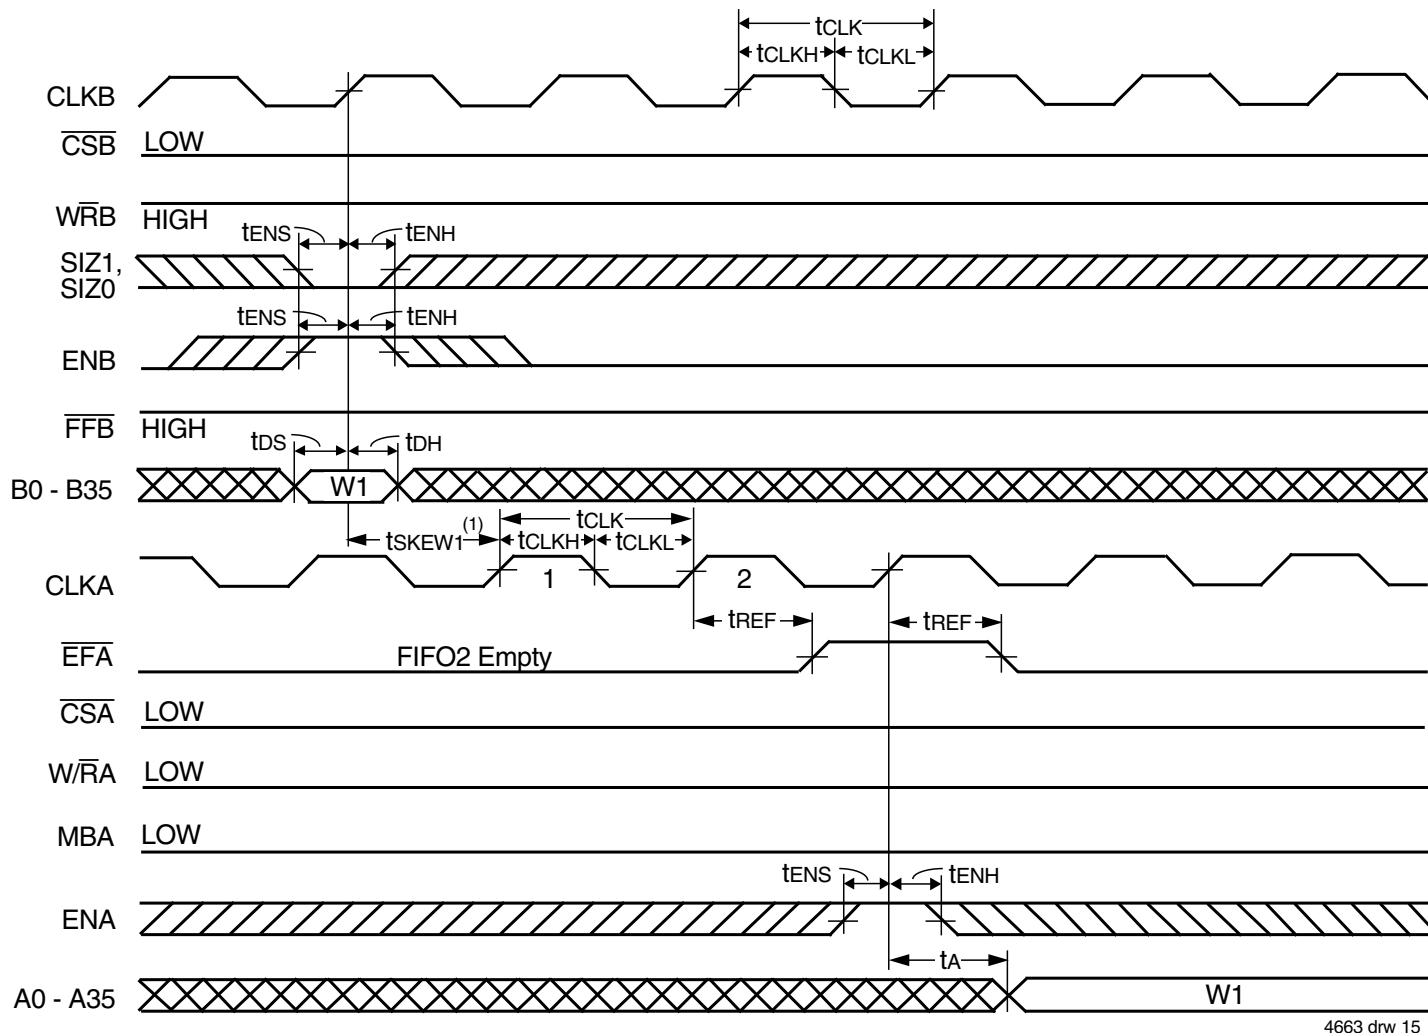 tCLK
tCLKH tCLKL
CLKB
CSB LOW
WRB HIGH
tENS tENH
SIZ1,
SIZ0
tENS tENH
ENB
FFB HIGH
tDS tDH
B0 - B35 W1
tCLK
tSKEW1(1) tCLKH tCLKL
CLKA 1 2
tREF tREF
EFA FIFO2 Empty
CSA LOW
W/RA LOW
MBA LOW
tENS tENH
ENA
tA
A0 - A35 W1
4663 drw 15